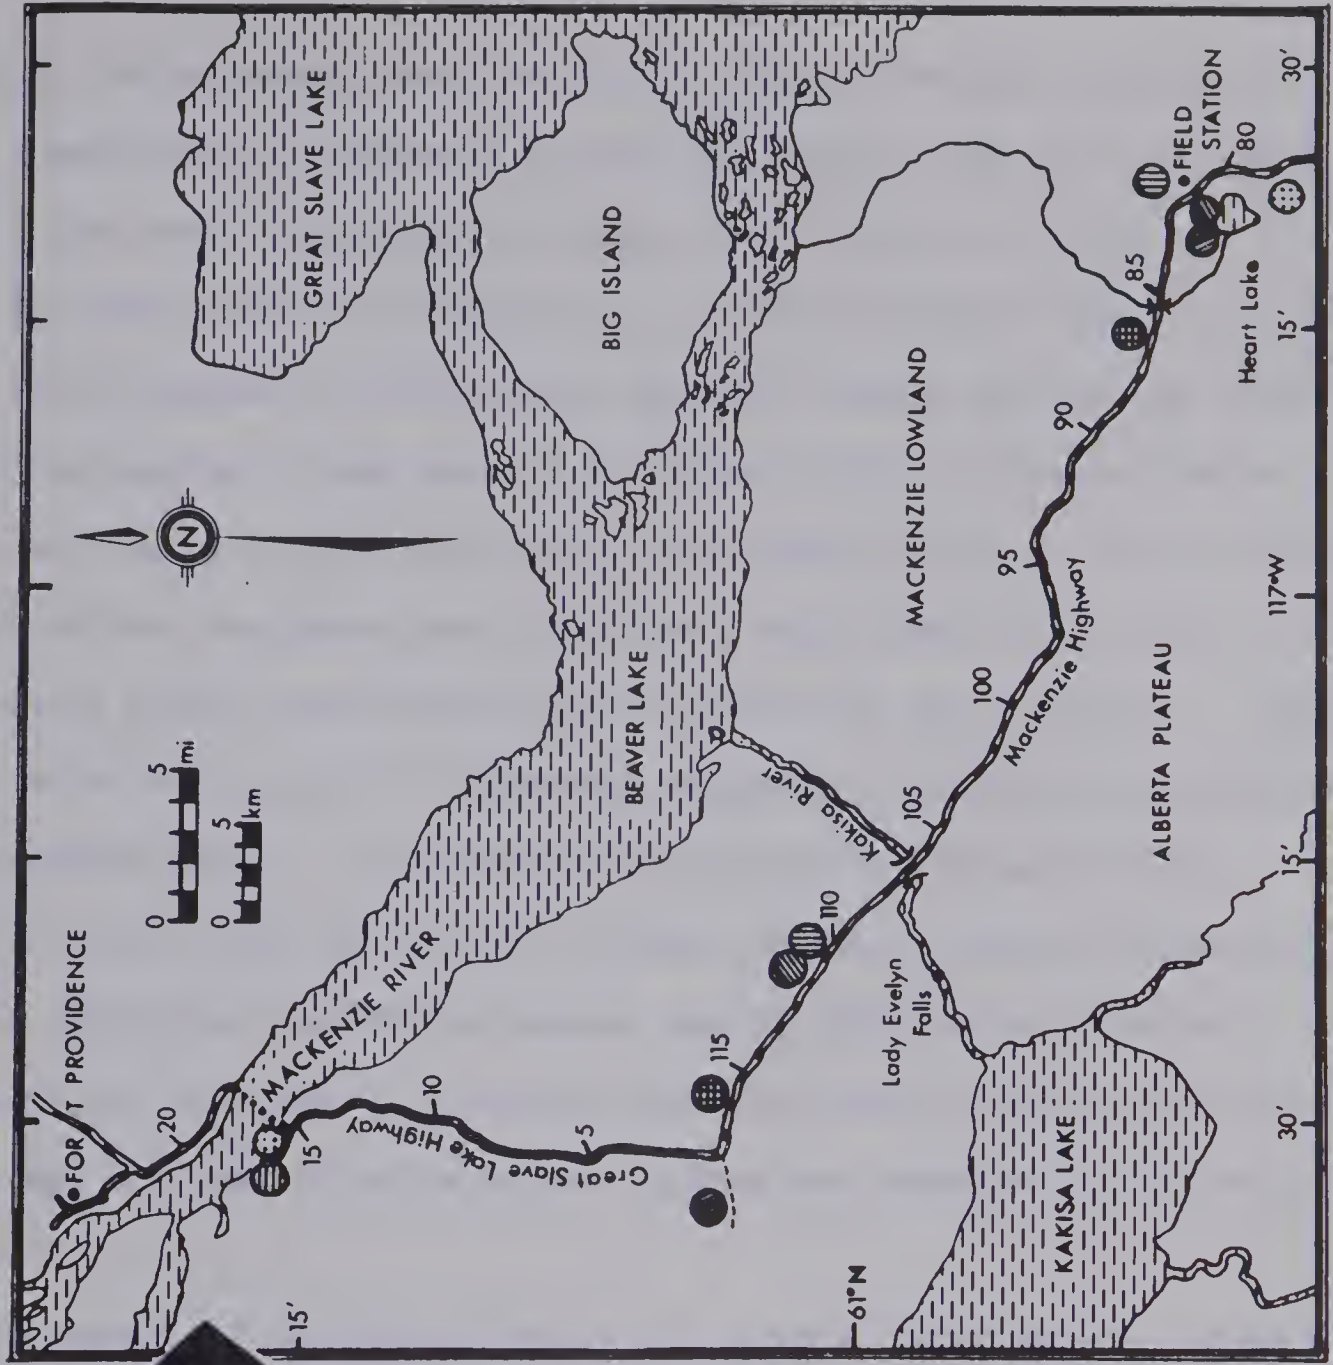 GREAT SLAVE LAKE
BIG ISLAND
N
5
mi
0
5
km
0
FORT PROVIDENCE
20
MACKENZIE RIVER
15
10
Great Slave Lake Highway
5
BEAVER LAKE
Kakisa River
MACKENZIE LOWLAND
FIELD
STATION
80
85
Heart Lake
90
95
100
Mackenzie Highway
105
110
115
Lady Evelyn
Falls
ALBERTA PLATEAU
KAKISA LAKE
30'
15'
117°W
15'
30'
15'
61°N